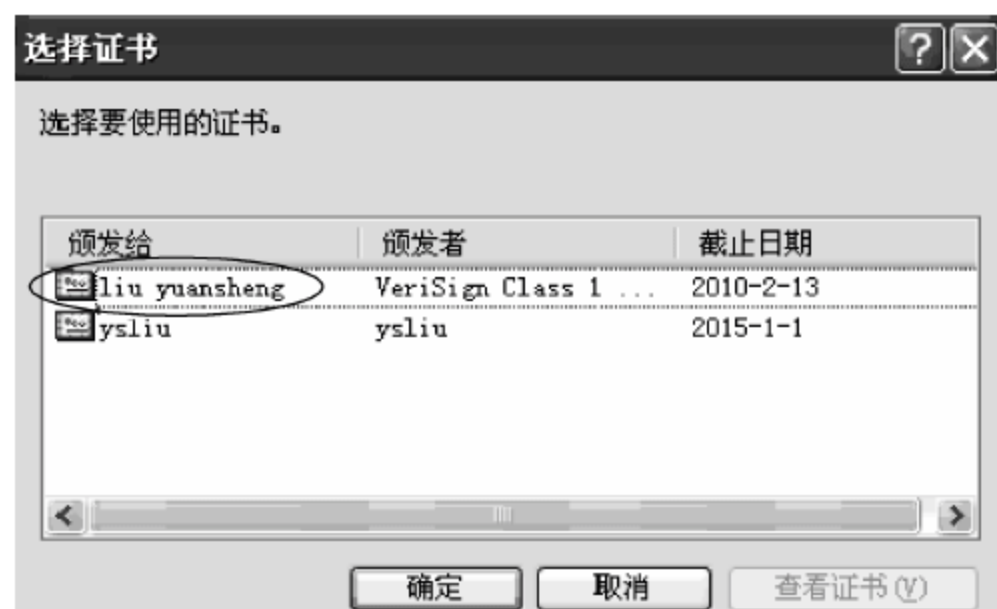 选择证书
选择要使用的证书。
颁发给 颁发者 截止日期
liu yuansheng VeriSign Class 1 ... 2010-2-13
ysliu ysliu 2015-1-1
确定 取消 查看证书(V)